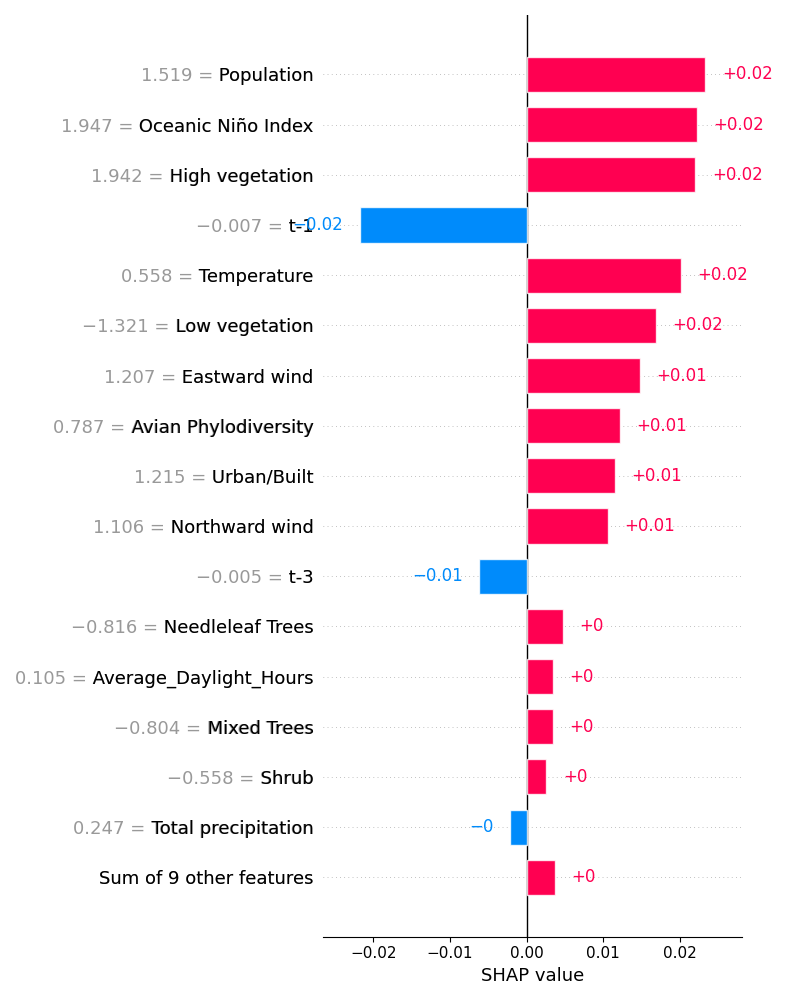 1.519 = Population +0.02
1.947 = Oceanic Niño Index +0.02
1.942 = High vegetation +0.02
−0.007 = t-1 −0.02
0.558 = Temperature +0.02
−1.321 = Low vegetation +0.02
1.207 = Eastward wind +0.01
0.787 = Avian Phylodiversity +0.01
1.215 = Urban/Built +0.01
1.106 = Northward wind +0.01
−0.005 = t-3 −0.01
−0.816 = Needleleaf Trees +0
0.105 = Average_Daylight_Hours +0
−0.804 = Mixed Trees +0
−0.558 = Shrub +0
0.247 = Total precipitation −0
Sum of 9 other features +0
−0.02 −0.01 0.00 0.01 0.02
SHAP value